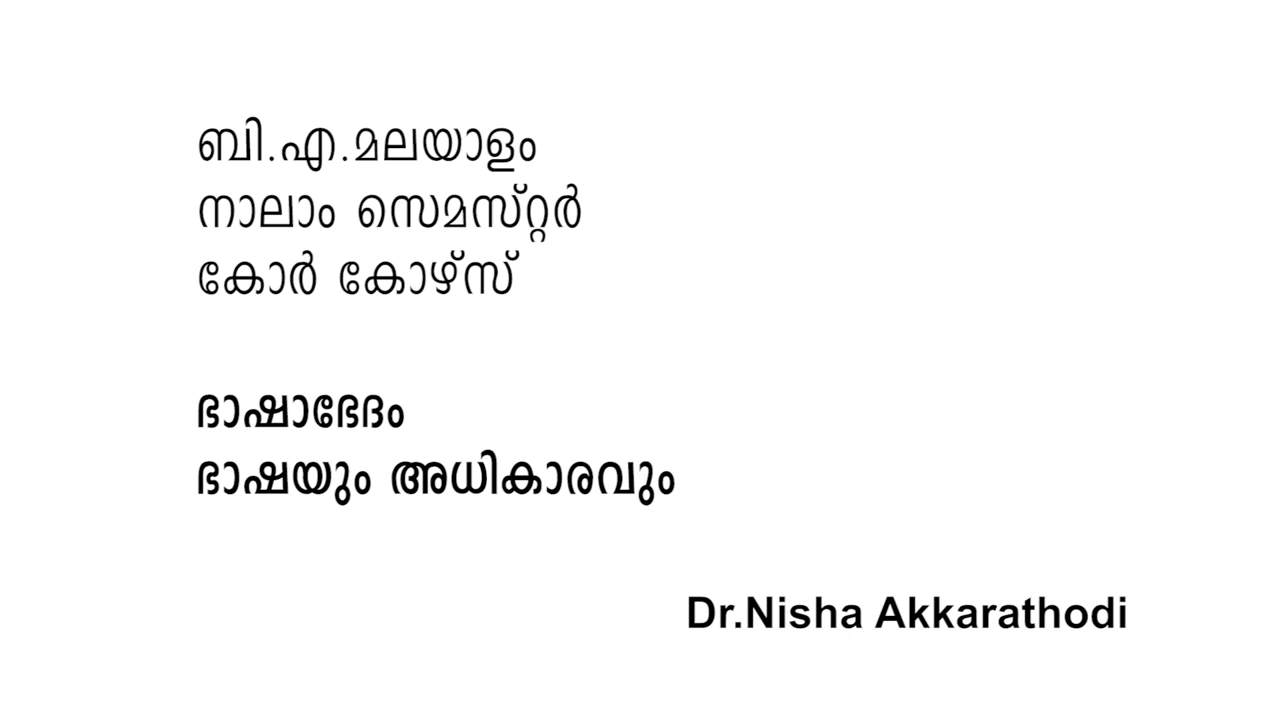 ബി.എ.മലയാളം
നാലാം സെമസ്റ്റർ
കോർ കോഴ്സ്
ഭാഷാഭേദം
ഭാഷയും അധികാരവും
Dr.Nisha Akkarathodi